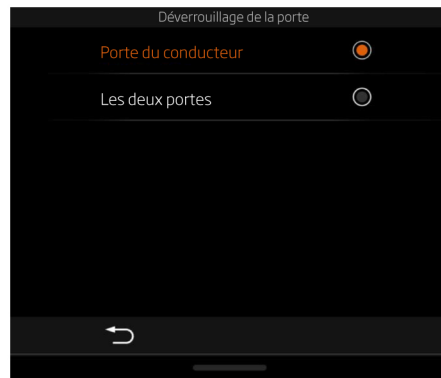 Déverrouillage de la porte
Porte du conducteur
Les deux portes